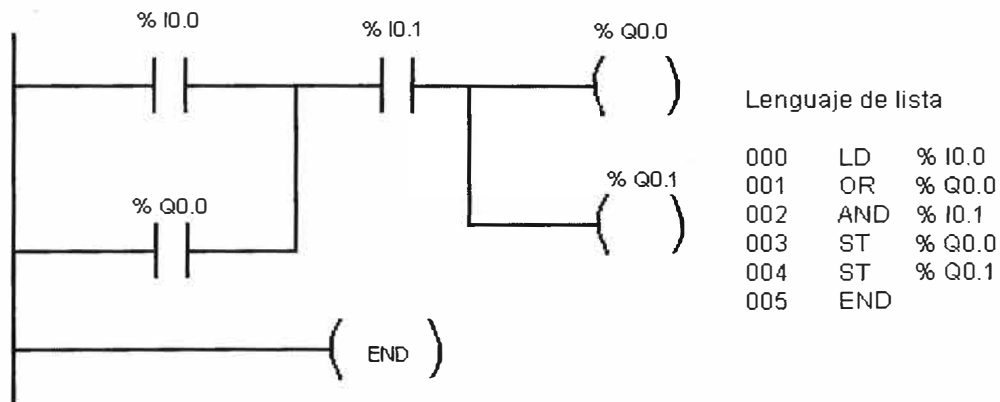 % I0.0
% I0.1
% Q0.0
% Q0.1
% Q0.0
END
Lenguaje de lista
000 LD % I0.0
001 OR % Q0.0
002 AND % I0.1
003 ST % Q0.0
004 ST % Q0.1
005 END